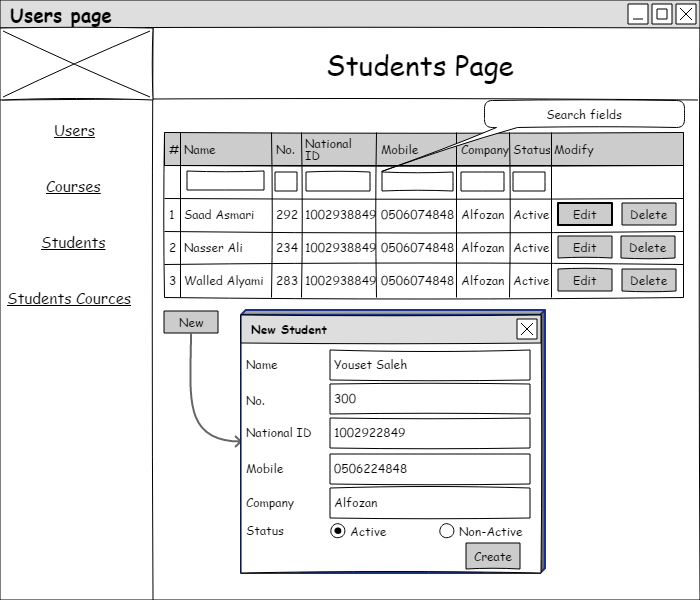 Users page
Students Page
Search fields
Users
Courses
Students
Students Cources
# Name No. National ID Mobile Company Status Modify
1 Saad Asmari 292 1002938849 0506074848 Alfozan Active Edit Delete
2 Nasser Ali 234 1002938849 0506074848 Alfozan Active Edit Delete
3 Walled Alyami 283 1002938849 0506074848 Alfozan Active Edit Delete
New
New Student
Name Youset Saleh
No. 300
National ID 1002922849
Mobile 0506224848
Company Alfozan
Status Active Non-Active
Create